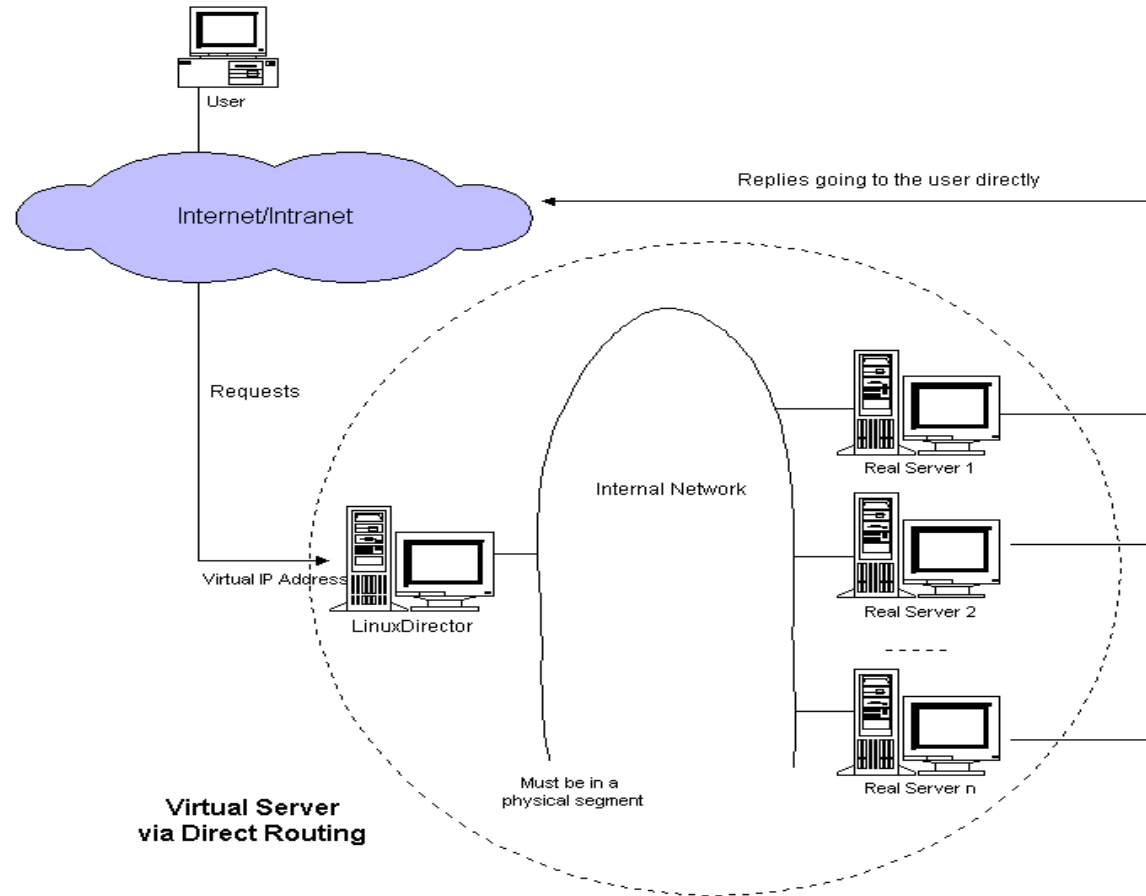 User
Internet/Intranet
Replies going to the user directly
Requests
Virtual IP Address
LinuxDirector
Internal Network
Real Server 1
Real Server 2
Real Server n
Must be in a
physical segment
Virtual Server
via Direct Routing